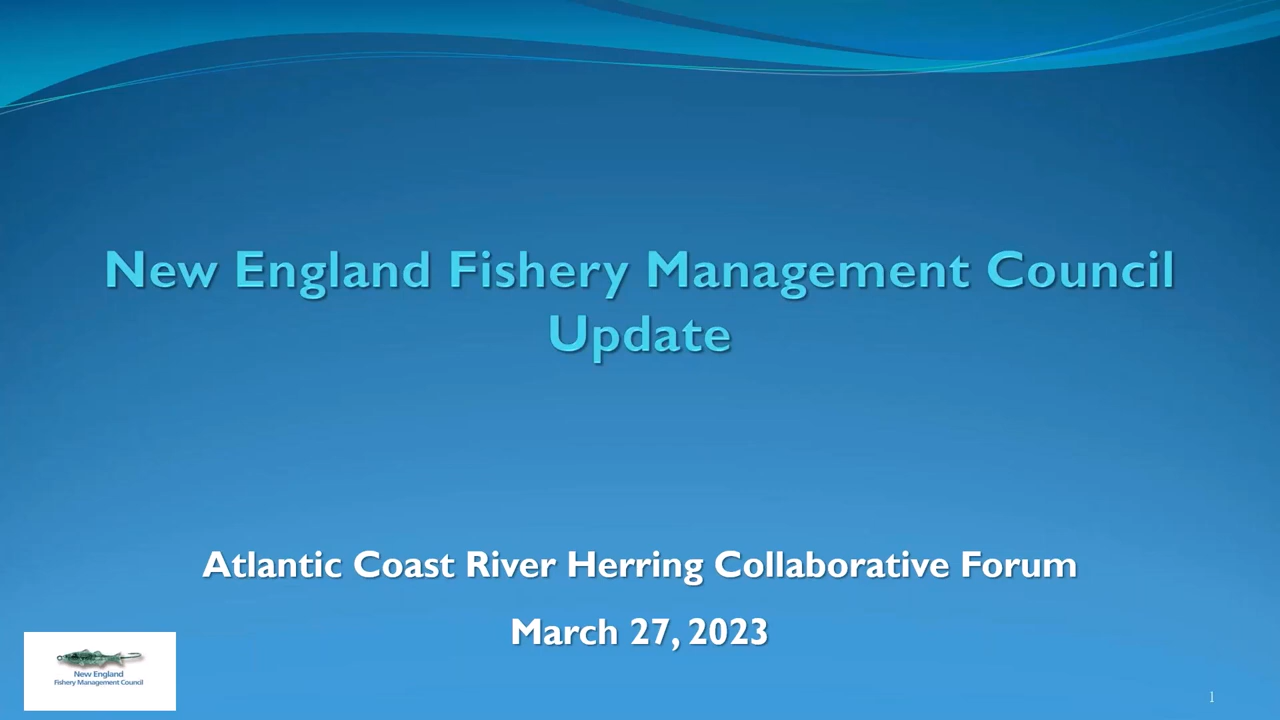 New England Fishery Management Council
Update
Atlantic Coast River Herring Collaborative Forum
March 27, 2023
New England
Fishery Management Council
1